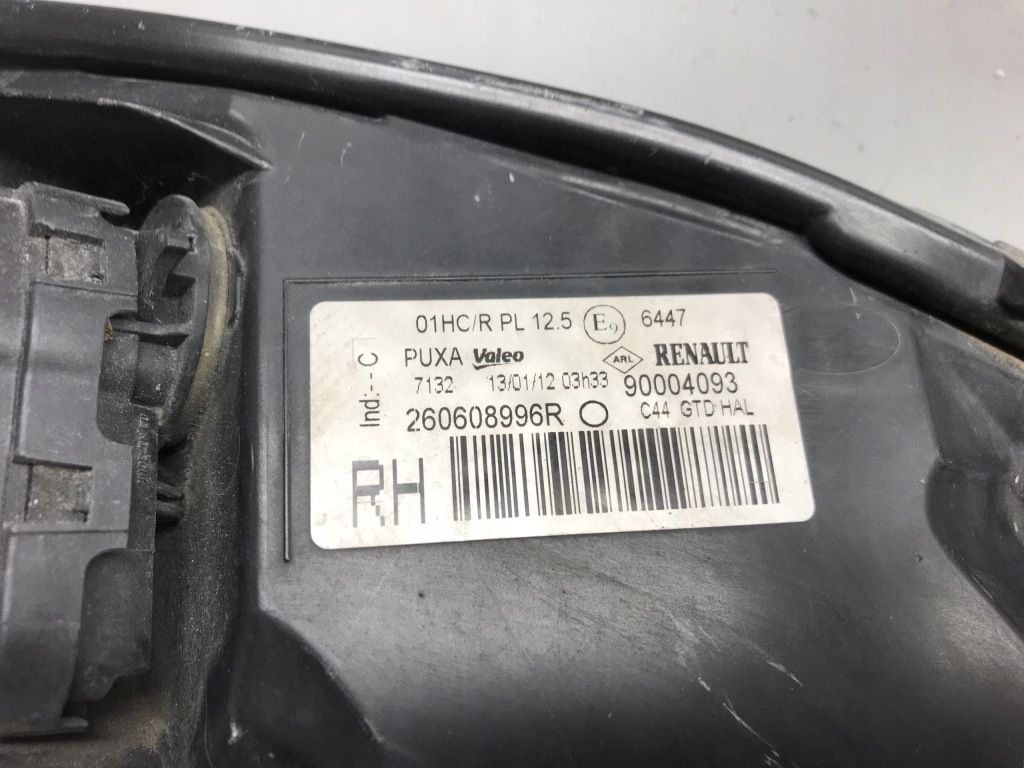 01HC/R PL 12.5 E9 6447
Ind:-- C
PUXA Valeo ARL RENAULT
7132 13/01/12 03h33 90004093
260608996R C44 GTD HAL
RH